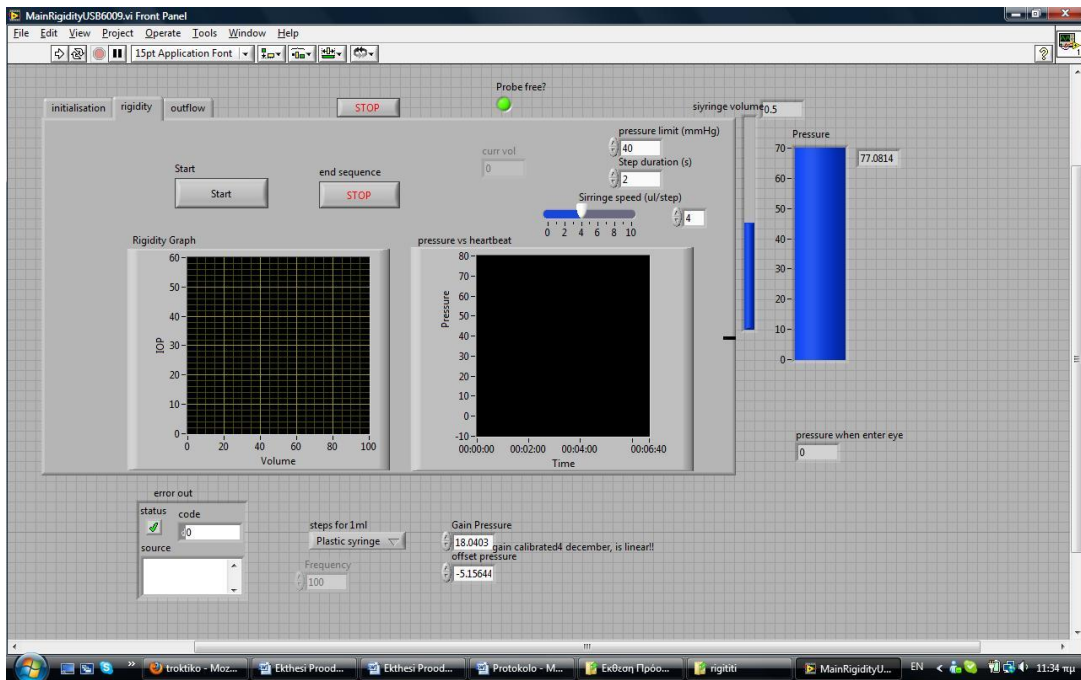 MainRigidityUSB6009.vi Front Panel
File Edit View Project Operate Tools Window Help
15pt Application Font
1
Probe free?
initialisation rigidity outflow
STOP
siyringe volume 0.5
pressure limit (mmHg)
40
Pressure
77.0814
curr vol
0
Step duration (s)
2
Start
Start
end sequence
STOP
Sirringe speed (ul/step)
4
0 2 4 6 8 10
70
60
50
40
30
20
10
0
Rigidity Graph
60
50
40
30
20
10
0
IOP
0 20 40 60 80 100
Volume
pressure vs heartbeat
80
70
60
50
40
30
20
10
0
-10
Pressure
00:00:00 00:02:00 00:04:00 00:06:40
Time
pressure when enter eye
0
error out
status code
0
source
steps for 1ml
Plastic syringe
Frequency
100
Gain Pressure
18.0403 gain calibrated4 december, is linear!!
offset pressure
-5.15644
troktiko - Moz... Ekthesi Prood... Ekthesi Prood... Protokolo - M... Εκθεση Πρόο... rigititi MainRigidityU... EN 11:34 πμ